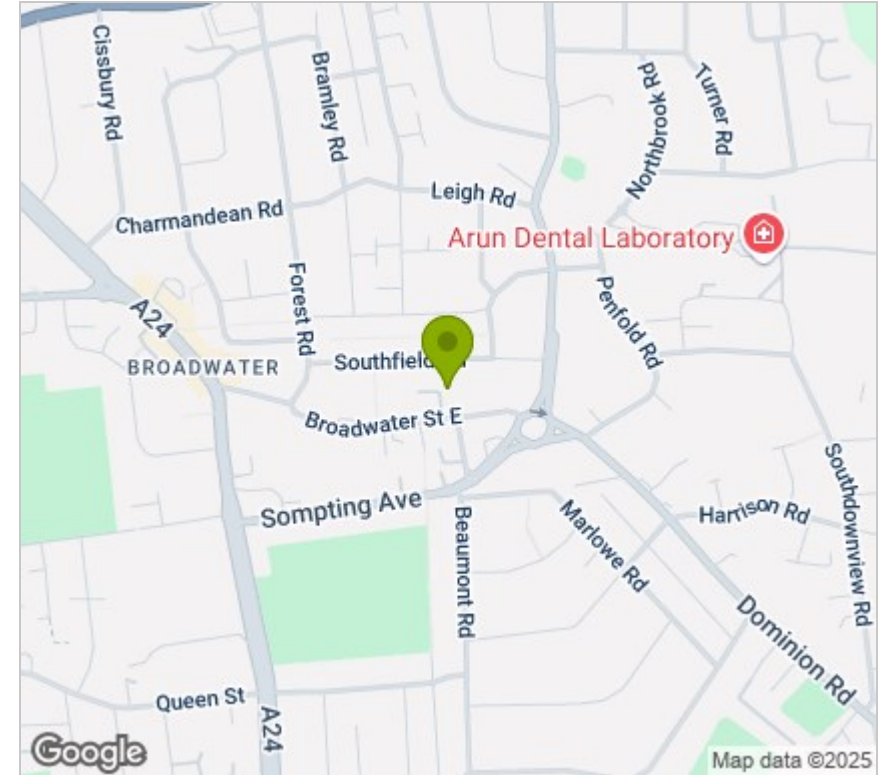 Cissbury Rd
Bramley Rd
Northbrook Rd
Turner Rd
Leigh Rd
Charmandean Rd
Arun Dental Laboratory
Forest Rd
Penfold Rd
A24
BROADWATER
Southfield
Broadwater St E
Sompting Ave
Beaumont Rd
Marlowe Rd
Harrison Rd
Southdownview Rd
Dominion Rd
Queen St
A24
Google
Map data ©2025